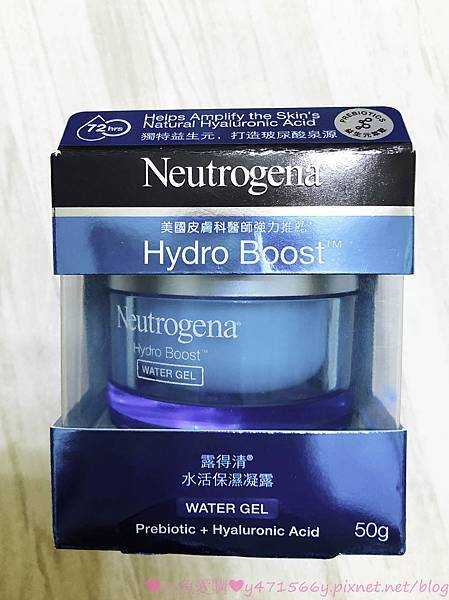 72hrs
Helps Amplify the Skin's
Natural Hyaluronic Acid
獨特益生元，打造玻尿酸泉源
PREBIOTICS
Neutrogena
美國皮膚科醫師強力推薦
Hydro Boost™
Neutrogena®
Hydro Boost™
WATER GEL
露得清®
水活保濕凝露
WATER GEL
Prebiotic + Hyaluronic Acid
50g
y471566y.pixnet.net/blog